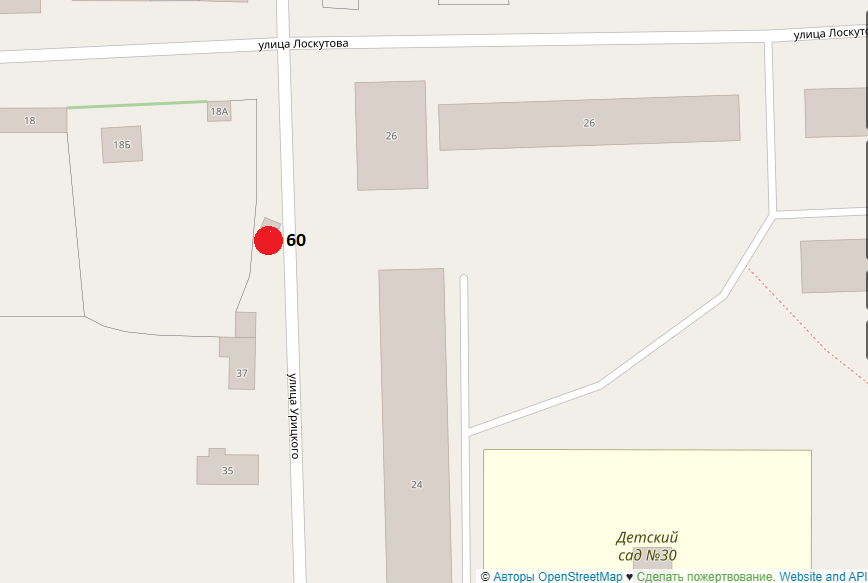 улица Лоскутова
улица Лоскуто
18А
18
26
26
18Б
60
37
улица Урицкого
35
24
Детский
сад №30
© Авторы OpenStreetMap ♥ Сделать пожертвование. Website and API